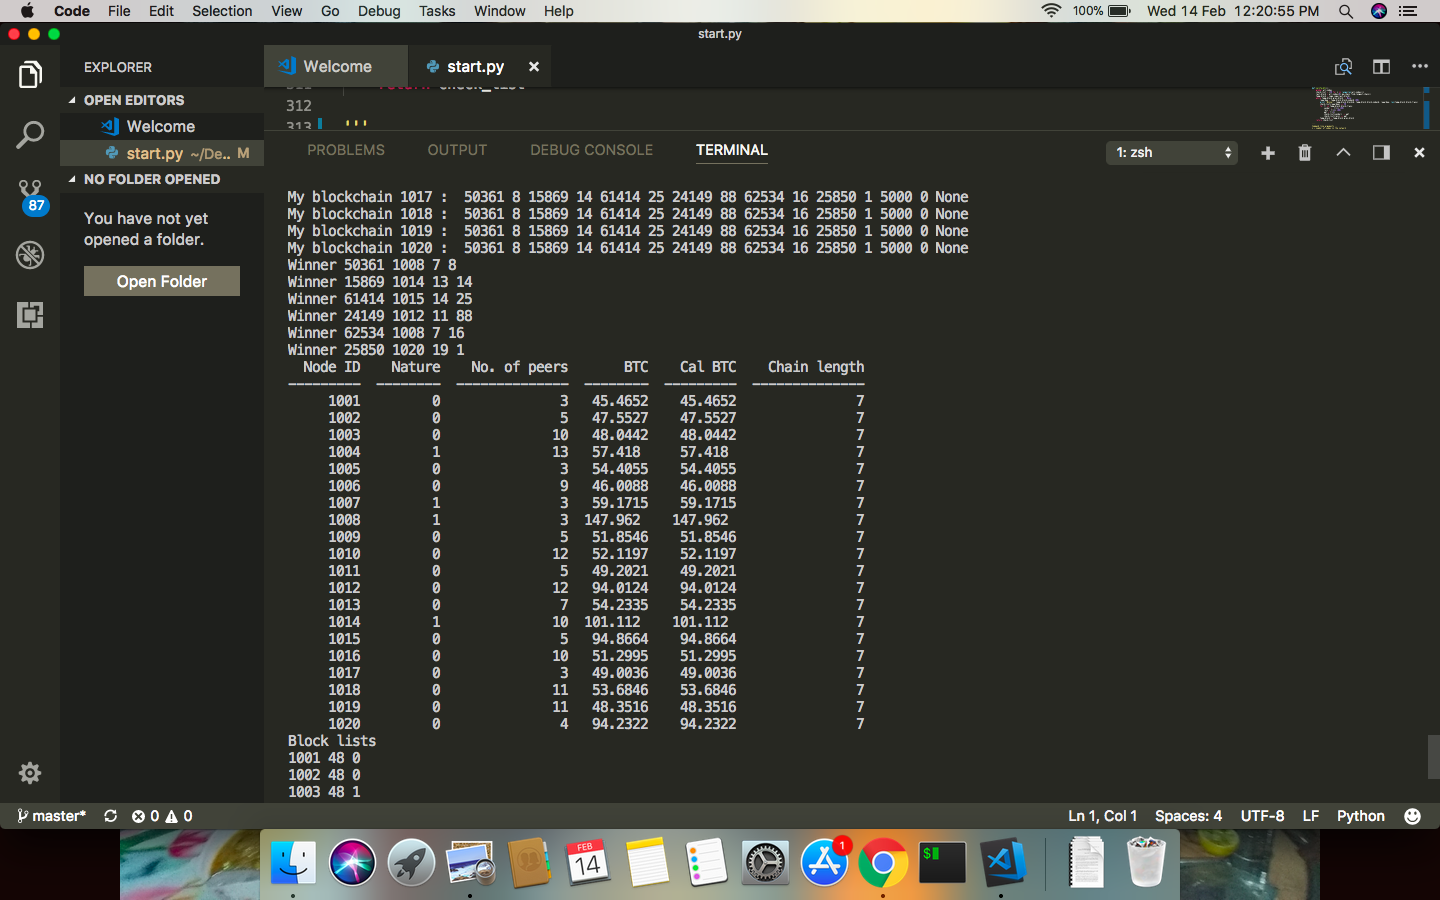 Code File Edit Selection View Go Debug Tasks Window Help 100% Wed 14 Feb 12:20:55 PM
start.py
EXPLORER
OPEN EDITORS
Welcome
start.py ~/De.. M
NO FOLDER OPENED
You have not yet
opened a folder.
Open Folder
87
Welcome start.py
312
313 '''
PROBLEMS OUTPUT DEBUG CONSOLE TERMINAL 1: zsh
My blockchain 1017 : 50361 8 15869 14 61414 25 24149 88 62534 16 25850 1 5000 0 None
My blockchain 1018 : 50361 8 15869 14 61414 25 24149 88 62534 16 25850 1 5000 0 None
My blockchain 1019 : 50361 8 15869 14 61414 25 24149 88 62534 16 25850 1 5000 0 None
My blockchain 1020 : 50361 8 15869 14 61414 25 24149 88 62534 16 25850 1 5000 0 None
Winner 50361 1008 7 8
Winner 15869 1014 13 14
Winner 61414 1015 14 25
Winner 24149 1012 11 88
Winner 62534 1008 7 16
Winner 25850 1020 19 1
Node ID Nature No. of peers BTC Cal BTC Chain length
--------- -------- -------------- -------- --------- --------------
1001 0 3 45.4652 45.4652 7
1002 0 5 47.5527 47.5527 7
1003 0 10 48.0442 48.0442 7
1004 1 13 57.418 57.418 7
1005 0 3 54.4055 54.4055 7
1006 0 9 46.0088 46.0088 7
1007 1 3 59.1715 59.1715 7
1008 1 3 147.962 147.962 7
1009 0 5 51.8546 51.8546 7
1010 0 12 52.1197 52.1197 7
1011 0 5 49.2021 49.2021 7
1012 0 12 94.0124 94.0124 7
1013 0 7 54.2335 54.2335 7
1014 1 10 101.112 101.112 7
1015 0 5 94.8664 94.8664 7
1016 0 10 51.2995 51.2995 7
1017 0 3 49.0036 49.0036 7
1018 0 11 53.6846 53.6846 7
1019 0 11 48.3516 48.3516 7
1020 0 4 94.2322 94.2322 7
Block lists
1001 48 0
1002 48 0
1003 48 1
master* 0 0 Ln 1, Col 1 Spaces: 4 UTF-8 LF Python
FEB
14
1
$